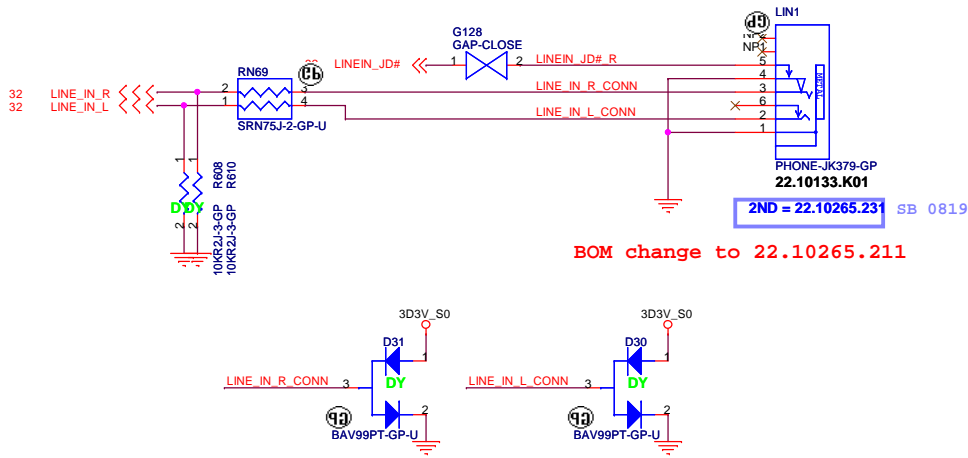 LIN1
G128
GAP-CLOSE
NP1
LINEIN_JD#
1
2
LINEIN_JD#_R
5
4
RN69
32 LINE_IN_R
2
3
LINE_IN_R_CONN
3
METAL
32 LINE_IN_L
1
4
6
SRN75J-2-GP-U
LINE_IN_L_CONN
2
1
PHONE-JK379-GP
22.10133.K01
1
1
R608
R610
DY
DY
2
2
10KR2J-3-GP
10KR2J-3-GP
2ND = 22.10265.231 SB 0819
BOM change to 22.10265.211
3D3V_S0
3D3V_S0
D31
1
D30
1
LINE_IN_R_CONN 3
DY
LINE_IN_L_CONN 3
DY
GP
2
GP
2
BAV99PT-GP-U
BAV99PT-GP-U